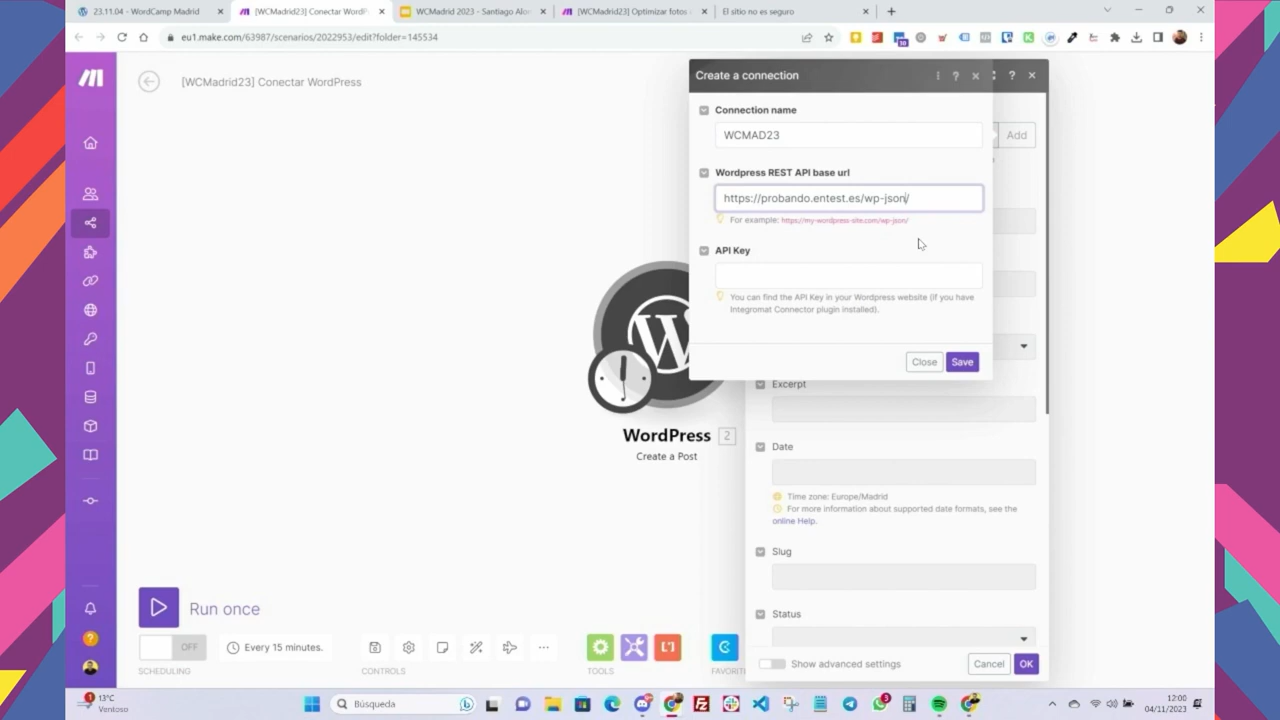 23.11.04 - WordCamp Madrid
[WCMadrid23] Conectar WordPr
WCMadrid 2023 - Santiago Alon
[WCMadrid23] Optimizar fotos
El sitio no es seguro
eu1.make.com/63987/scenarios/2022953/edit?folder=145534
[WCMadrid23] Conectar WordPress
Create a connection
Connection name
WCMAD23
Add
Wordpress REST API base url
https://probando.entest.es/wp-json/
For example: https://my-wordpress-site.com/wp-json/
API Key
You can find the API Key in your Wordpress website (if you have
Integromat Connector plugin installed).
Close
Save
Excerpt
WordPress 2
Create a Post
Date
Time zone: Europe/Madrid
For more information about supported date formats, see the
online Help.
Slug
Status
Run once
OFF
Every 15 minutes.
SCHEDULING
CONTROLS
TOOLS
FAVORIT
Show advanced settings
Cancel
OK
13°C
Ventoso
Búsqueda
12:00
04/11/2023